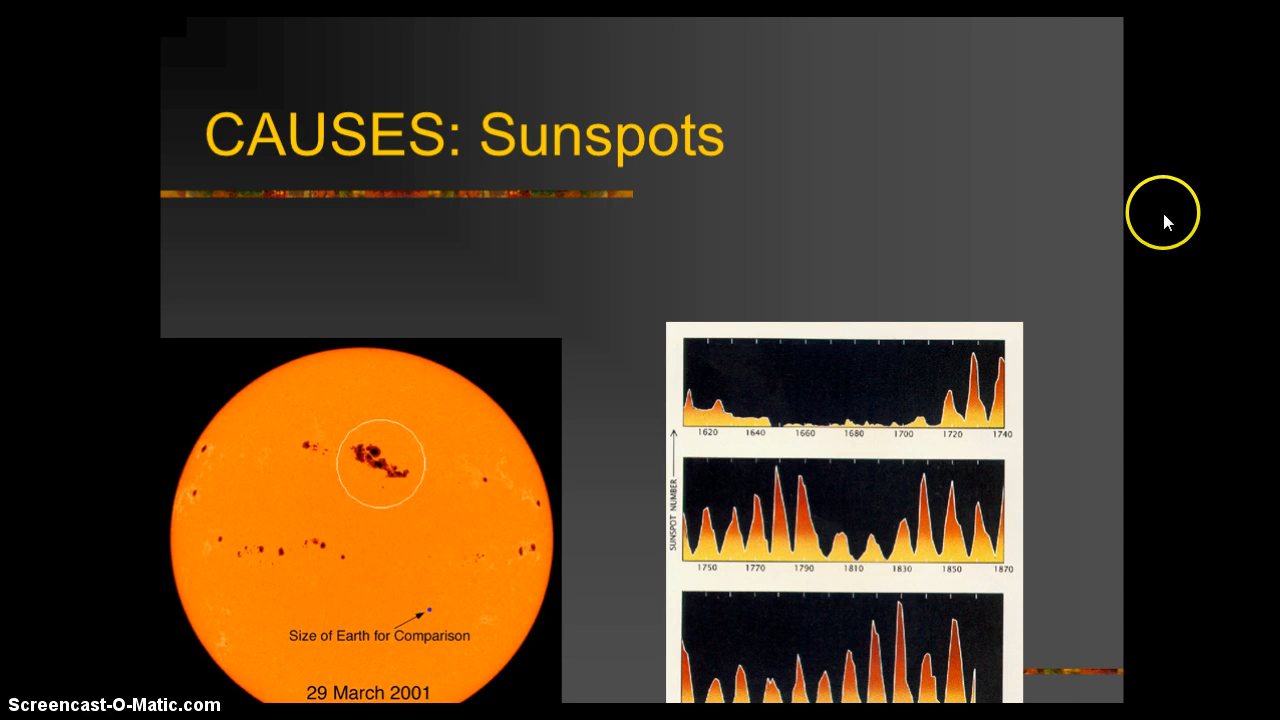 CAUSES: Sunspots
Size of Earth for Comparison
29 March 2001
1620 1640 1660 1680 1700 1720 1740
SUNSPOT NUMBER
1750 1770 1790 1810 1830 1850 1870
Screencast-O-Matic.com